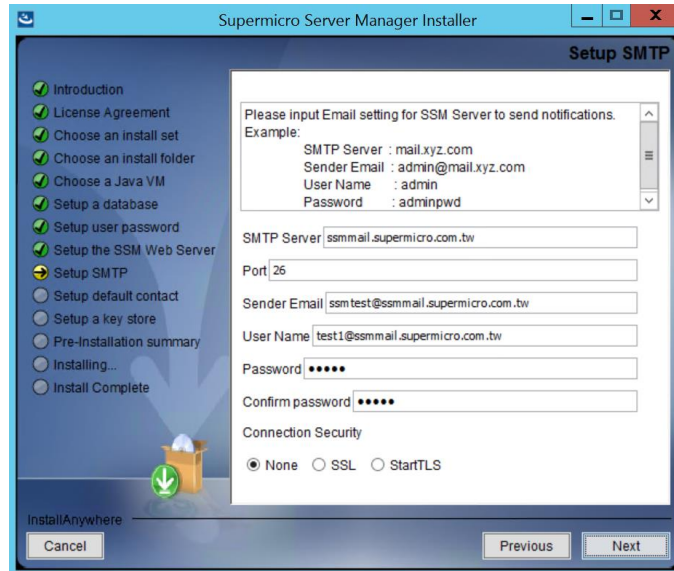 Supermicro Server Manager Installer
Setup SMTP
Introduction
License Agreement
Choose an install set
Choose an install folder
Choose a Java VM
Setup a database
Setup user password
Setup the SSM Web Server
Setup SMTP
Setup default contact
Setup a key store
Pre-Installation summary
Installing...
Install Complete
Please input Email setting for SSM Server to send notifications.
Example:
SMTP Server : mail.xyz.com
Sender Email : admin@mail.xyz.com
User Name : admin
Password : adminpwd
SMTP Server ssmmail.supermicro.com.tw
Port 26
Sender Email ssmtest@ssmmail.supermicro.com.tw
User Name test1@ssmmail.supermicro.com.tw
Password •••••
Confirm password •••••
Connection Security
None SSL StartTLS
InstallAnywhere
Cancel Previous Next